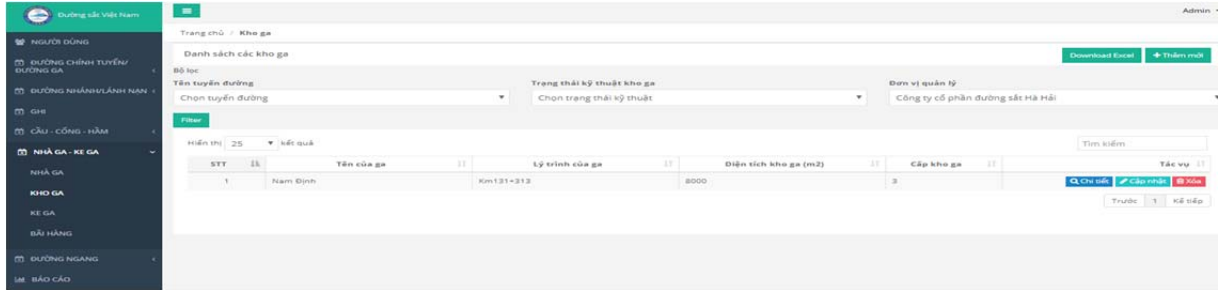 Đường sắt Việt Nam
Admin
NGƯỜI DÙNG
ĐƯỜNG CHÍNH TUYẾN/
ĐƯỜNG GA
ĐƯỜNG NHÁNH/LÁNH NẠN
GHI
CẦU - CỐNG - HẦM
NHÀ GA - KE GA
NHÀ GA
KHO GA
KE GA
BÃI HÀNG
ĐƯỜNG NGANG
BÁO CÁO
Trang chủ / Kho ga
Danh sách các kho ga
Download Excel
Thêm mới
Bộ lọc
Tên tuyến đường
Trạng thái kỹ thuật kho ga
Đơn vị quản lý
Chọn tuyến đường
Chọn trạng thái kỹ thuật
Công ty cổ phần đường sắt Hà Hải
Filter
Hiển thị 25 kết quả
Tìm kiếm
STT Tên của ga Lý trình của ga Diện tích kho ga (m2) Cấp kho ga Tác vụ
1 Nam Định Km131+313 8000 3 Chi tiết Cập nhật Xóa
Trước 1 Kế tiếp